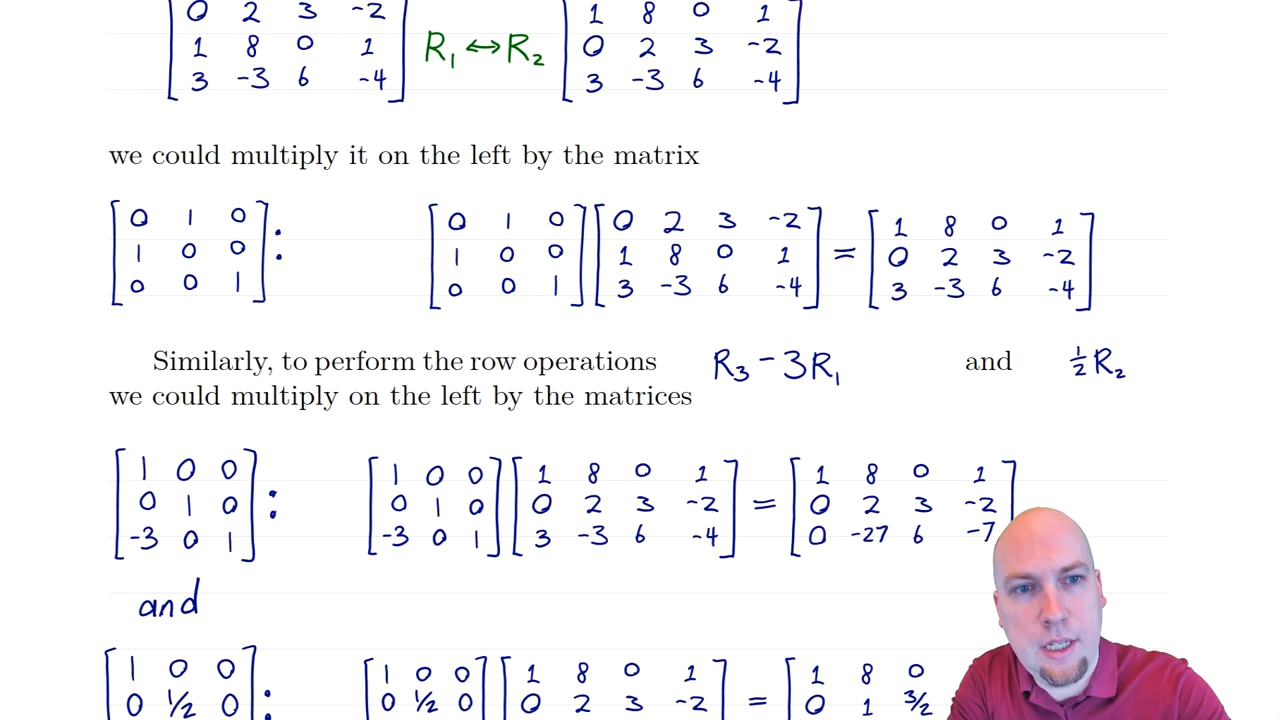 [0 2 3 -2] [1 8 0 1]
[1 8 0 1] R₁ ↔ R₂ [0 2 3 -2]
[3 -3 6 -4] [3 -3 6 -4]
we could multiply it on the left by the matrix
[0 1 0] [0 1 0] [0 2 3 -2] [1 8 0 1]
[1 0 0] : [1 0 0] [1 8 0 1] = [0 2 3 -2]
[0 0 1] [0 0 1] [3 -3 6 -4] [3 -3 6 -4]
Similarly, to perform the row operations R₃ - 3R₁ and ½R₂
we could multiply on the left by the matrices
[1 0 0] [1 0 0] [1 8 0 1] [1 8 0 1]
[0 1 0] : [0 1 0] [0 2 3 -2] = [0 2 3 -2]
[-3 0 1] [-3 0 1] [3 -3 6 -4] [0 -27 6 -7]
and
[1 0 0] [1 0 0] [1 8 0 1] [1 8 0
[0 1/2 0] : [0 1/2 0] [0 2 3 -2] = [0 1 3/2